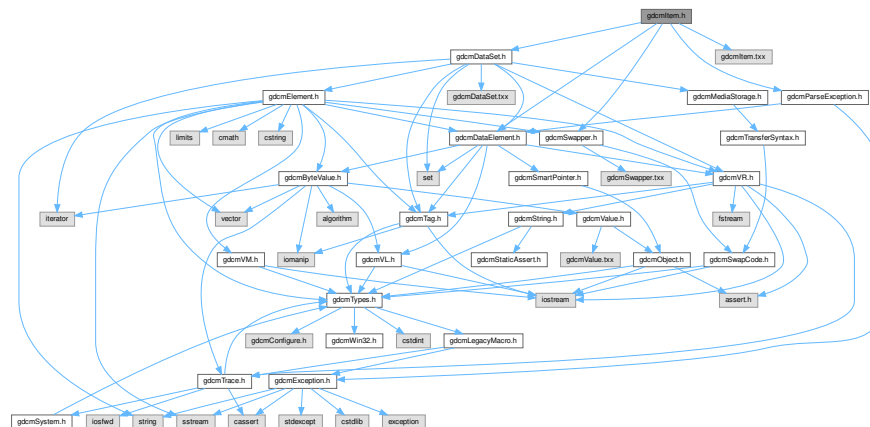 gdcmItem.h
gdcmDataSet.h
gdcmItem.txx
gdcmElement.h
gdcmDataSet.txx
gdcmMediaStorage.h
gdcmParseException.h
limits
cmath
cstring
gdcmDataElement.h
gdcmSwapper.h
gdcmTransferSyntax.h
gdcmByteValue.h
set
gdcmSmartPointer.h
gdcmSwapper.txx
gdcmVR.h
iterator
vector
algorithm
gdcmTag.h
gdcmString.h
gdcmValue.h
fstream
gdcmVM.h
iomanip
gdcmVL.h
gdcmStaticAssert.h
gdcmValue.txx
gdcmObject.h
gdcmSwapCode.h
gdcmTypes.h
iostream
assert.h
gdcmConfigure.h
gdcmWin32.h
cstdint
gdcmLegacyMacro.h
gdcmTrace.h
gdcmException.h
gdcmSystem.h
iosfwd
string
sstream
cassert
stdexcept
cstdlib
exception